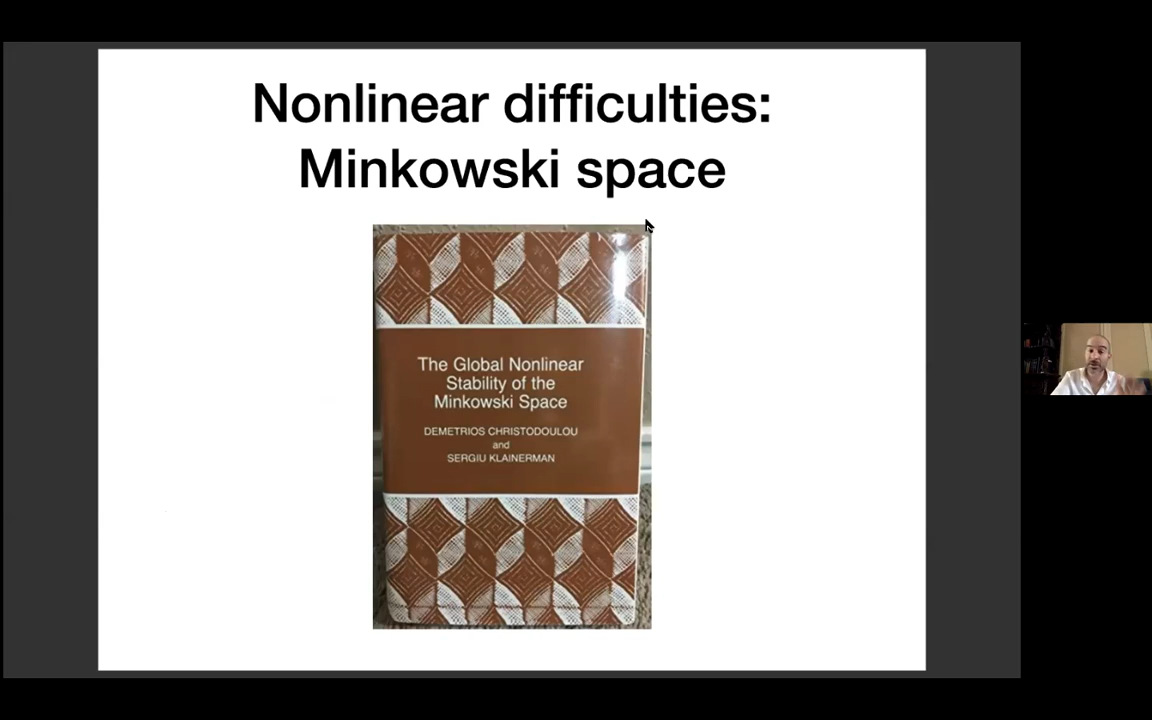 Nonlinear difficulties:
Minkowski space
The Global Nonlinear
Stability of the
Minkowski Space
DEMETRIOS CHRISTODOULOU
and
SERGIU KLAINERMAN